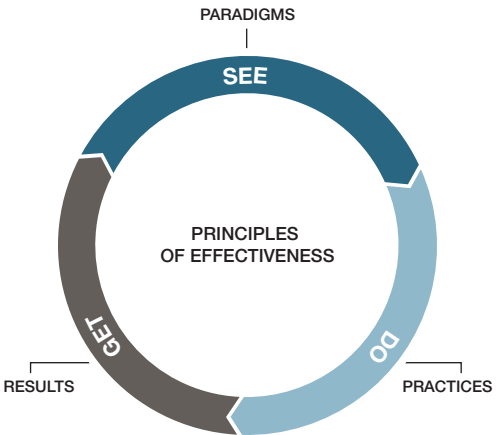 PARADIGMS
SEE
PRINCIPLES
OF EFFECTIVENESS
GET
DO
RESULTS
PRACTICES